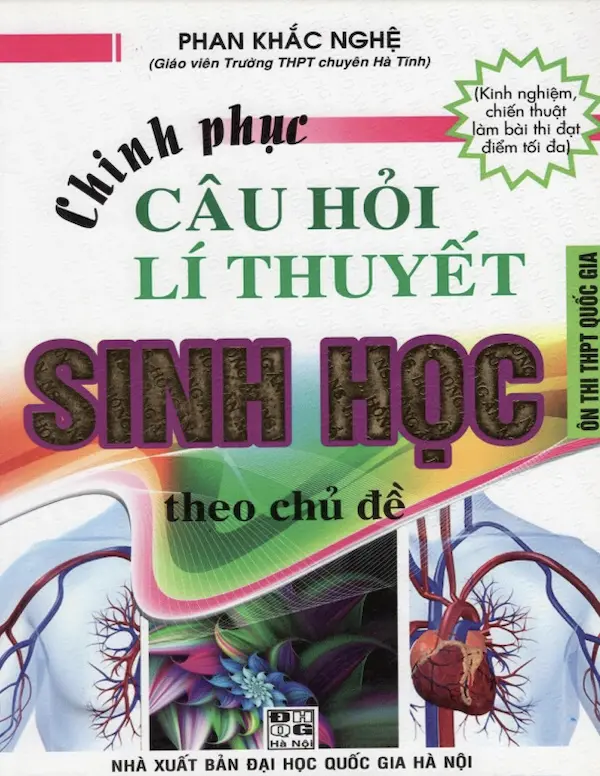 PHAN KHẮC NGHỆ
(Giáo viên Trường THPT chuyên Hà Tĩnh)
(Kinh nghiệm,
chiến thuật
làm bài thi đạt
điểm tối đa)
Chinh phục
CÂU HỎI
LÍ THUYẾT
ÔN THI THPT QUỐC GIA
SINH HỌC
theo chủ đề
ĐH
QG
Hà Nội
NHÀ XUẤT BẢN ĐẠI HỌC QUỐC GIA HÀ NỘI